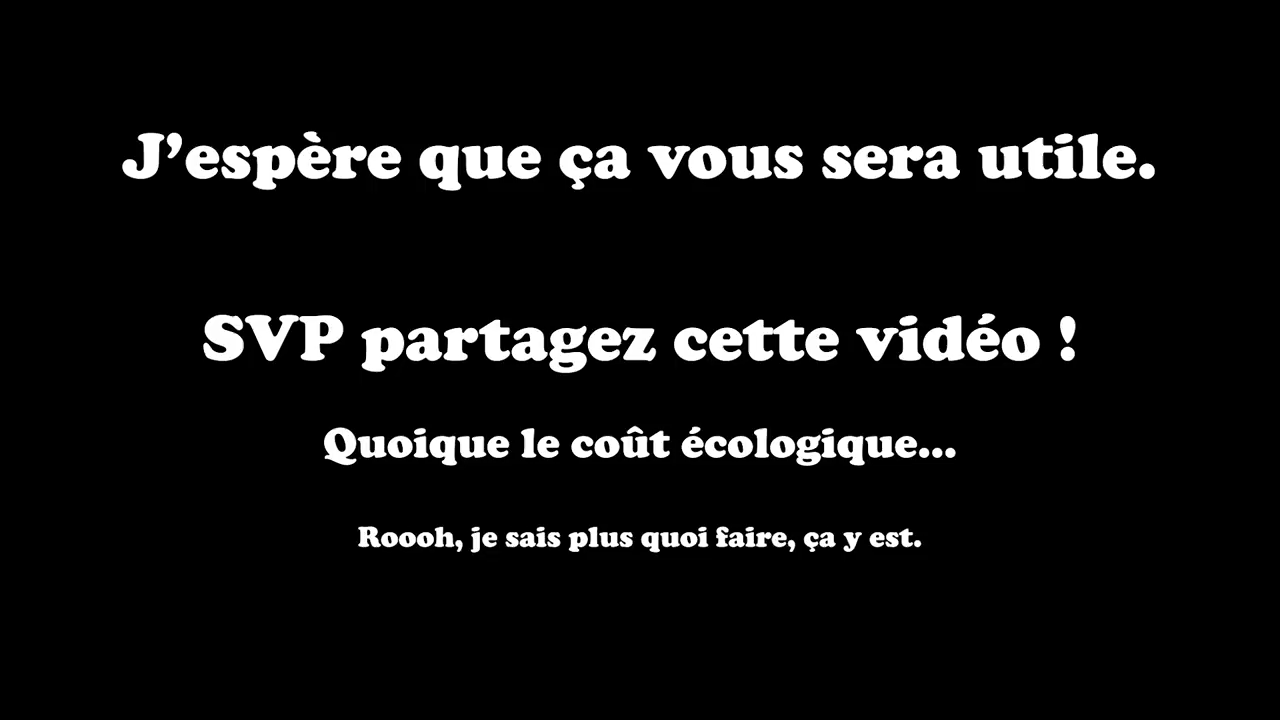 J’espère que ça vous sera utile.
SVP partagez cette vidéo !
Quoique le coût écologique...
Roooh, je sais plus quoi faire, ça y est.